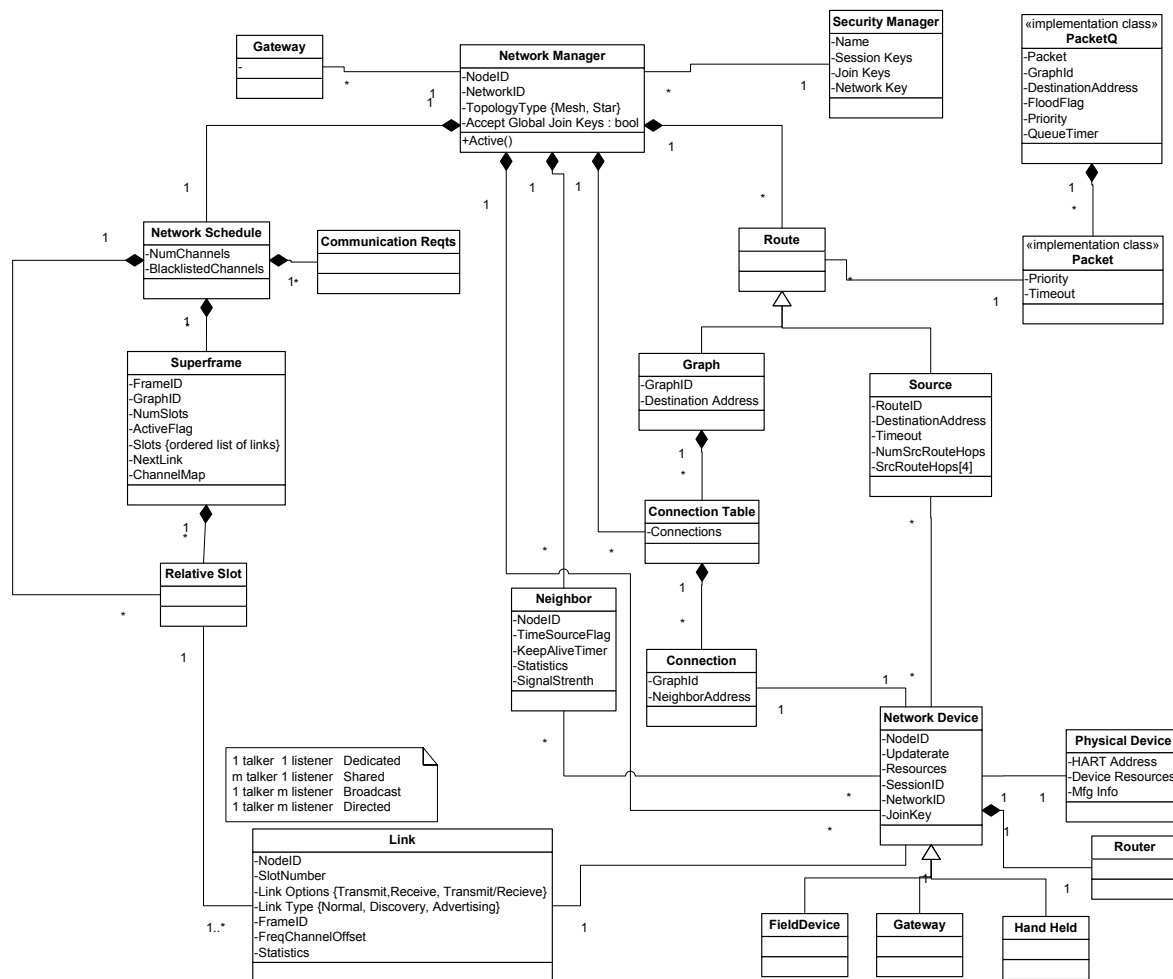 Gateway
-
*
1
Network Manager
-NodeID
-NetworkID
-TopologyType {Mesh, Star}
-Accept Global Join Keys : bool
+Active()
*
1
Security Manager
-Name
-Session Keys
-Join Keys
-Network Key
«implementation class»
PacketQ
-Packet
-GraphId
-DestinationAddress
-FloodFlag
-Priority
-QueueTimer
1
*
«implementation class»
Packet
-Priority
-Timeout
1
1
1
1
1
1
1
*
Route
*
1
Network Schedule
-NumChannels
-BlacklistedChannels
1
1
*
Communication Reqts
1
*
Superframe
-FrameID
-GraphID
-NumSlots
-ActiveFlag
-Slots {ordered list of links}
-NextLink
-ChannelMap
1
*
Relative Slot
*
1
Graph
-GraphID
-Destination Address
1
*
Source
-RouteID
-DestinationAddress
-Timeout
-NumSrcRouteHops
-SrcRouteHops[4]
*
*
Connection Table
-Connections
*
1
*
*
Neighbor
-NodeID
-TimeSourceFlag
-KeepAliveTimer
-Statistics
-SignalStrenth
*
Connection
-GraphId
-NeighborAddress
1
1
Network Device
-NodeID
-Updaterate
-Resources
-SessionID
-NetworkID
-JoinKey
*
*
1
1
1
1
1
Physical Device
-HART Address
-Device Resources
-Mfg Info
Router
1 talker 1 listener Dedicated
m talker 1 listener Shared
1 talker m listener Broadcast
1 talker m listener Directed
Link
-NodeID
-SlotNumber
-Link Options {Transmit,Receive, Transmit/Recieve}
-Link Type {Normal, Discovery, Advertising}
-FrameID
-FreqChannelOffset
-Statistics
1..*
1
FieldDevice
Gateway
Hand Held